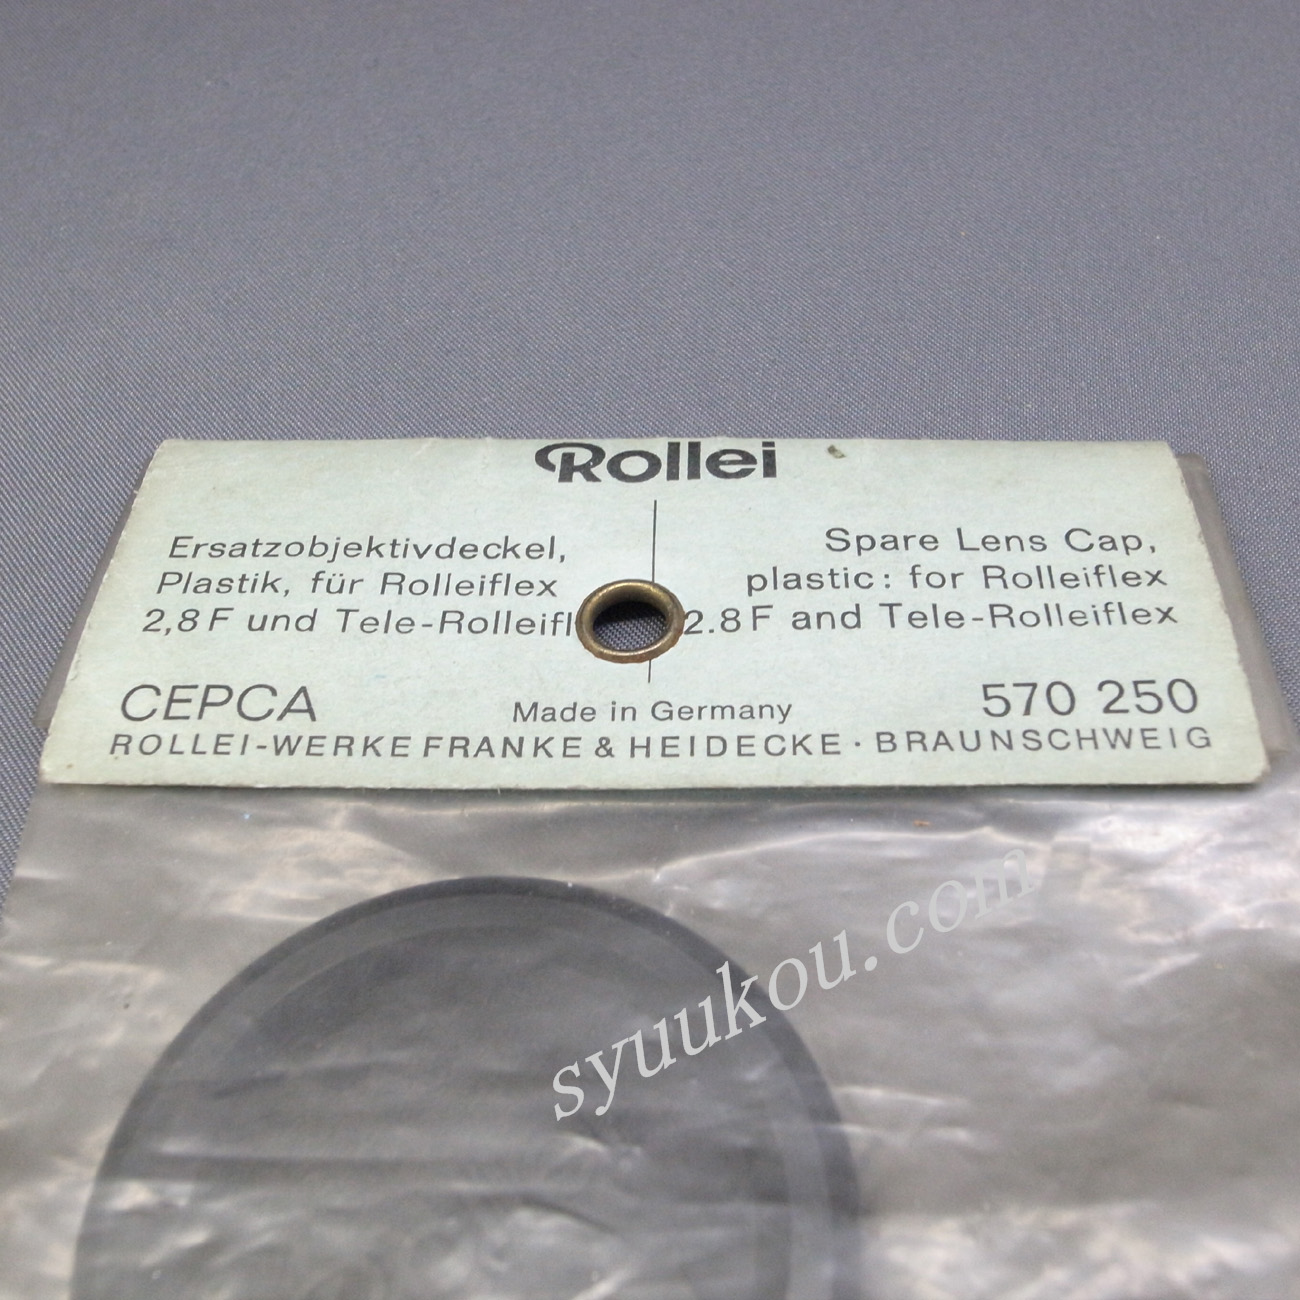 Rollei
Ersatzobjektivdeckel,
Plastik, für Rolleiflex
2,8 F und Tele-Rolleifl
Spare Lens Cap,
plastic: for Rolleiflex
2.8 F and Tele-Rolleiflex
CEPCA
Made in Germany
570 250
ROLLEI-WERKE FRANKE & HEIDECKE · BRAUNSCHWEIG
syuukou.com